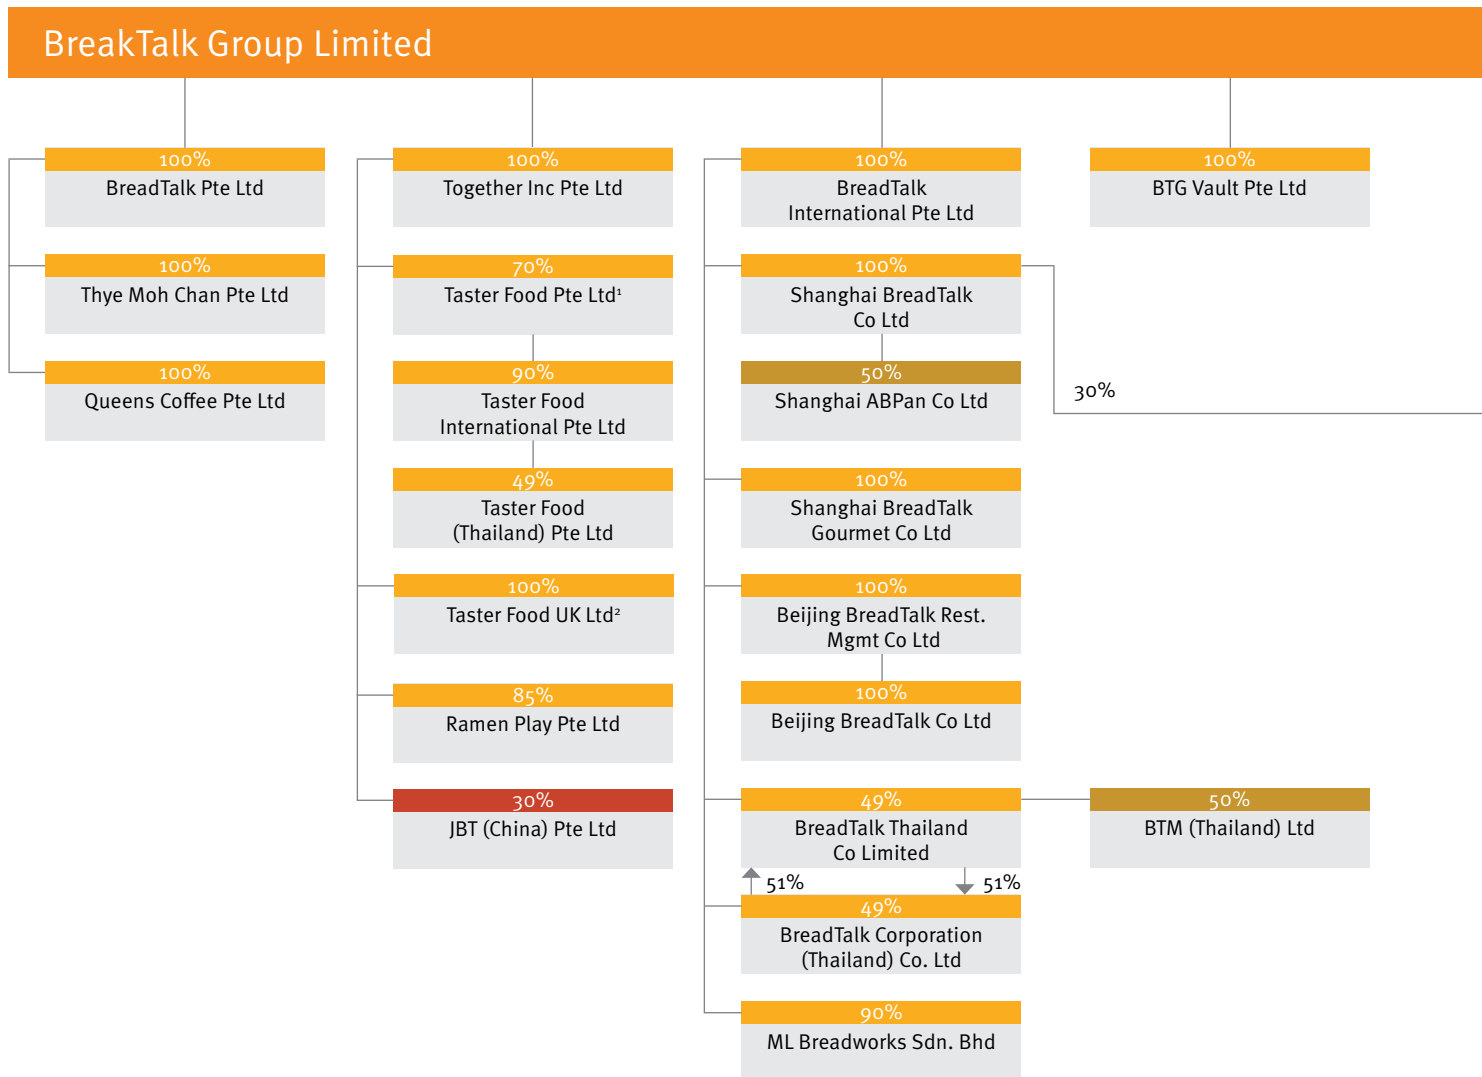 BreakTalk Group Limited
100%
BreadTalk Pte Ltd
100%
Thye Moh Chan Pte Ltd
100%
Queens Coffee Pte Ltd
100%
Together Inc Pte Ltd
70%
Taster Food Pte Ltd¹
90%
Taster Food
International Pte Ltd
49%
Taster Food
(Thailand) Pte Ltd
100%
Taster Food UK Ltd²
85%
Ramen Play Pte Ltd
30%
JBT (China) Pte Ltd
100%
BreadTalk
International Pte Ltd
100%
Shanghai BreadTalk
Co Ltd
30%
50%
Shanghai ABPan Co Ltd
100%
Shanghai BreadTalk
Gourmet Co Ltd
100%
Beijing BreadTalk Rest.
Mgmt Co Ltd
100%
Beijing BreadTalk Co Ltd
49%
BreadTalk Thailand
Co Limited
51%
51%
49%
BreadTalk Corporation
(Thailand) Co. Ltd
90%
ML Breadworks Sdn. Bhd
100%
BTG Vault Pte Ltd
50%
BTM (Thailand) Ltd